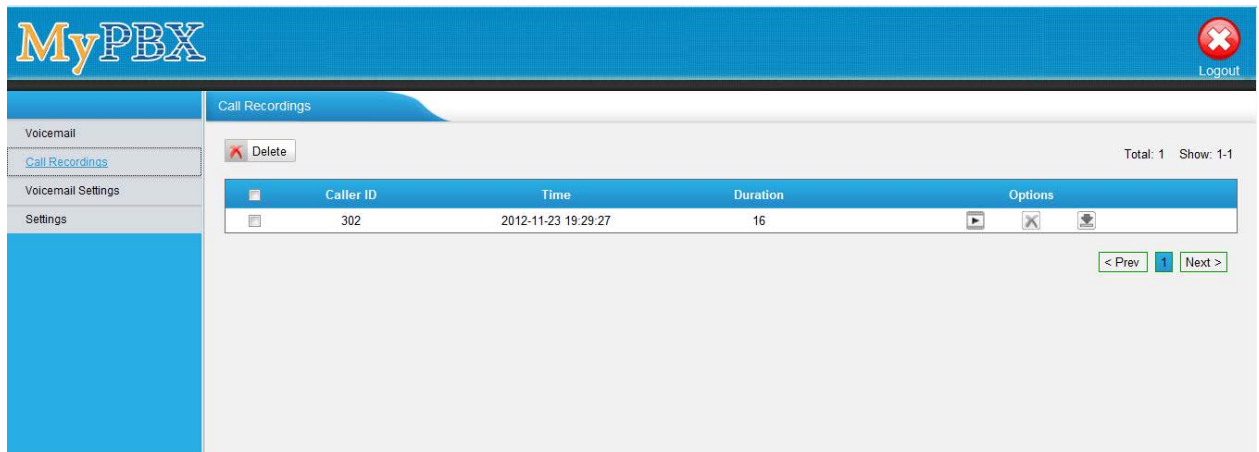 MyPBX
Logout
Call Recordings
Voicemail
Call Recordings
Voicemail Settings
Settings
Delete
Total: 1 Show: 1-1
Caller ID Time Duration Options
302 2012-11-23 19:29:27 16
< Prev 1 Next >